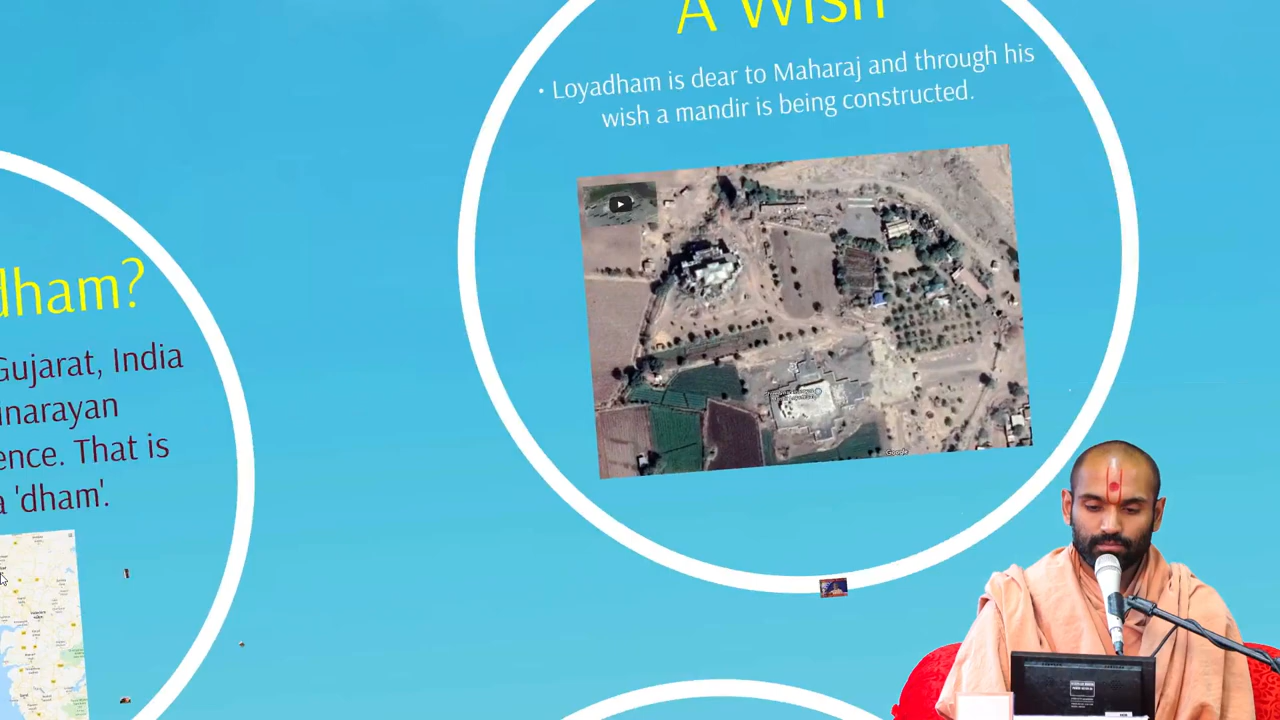 A Wish
• Loyadham is dear to Maharaj and through his
wish a mandir is being constructed.
Google
dham?
Gujarat, India
narayan
ence. That is
a 'dham'.